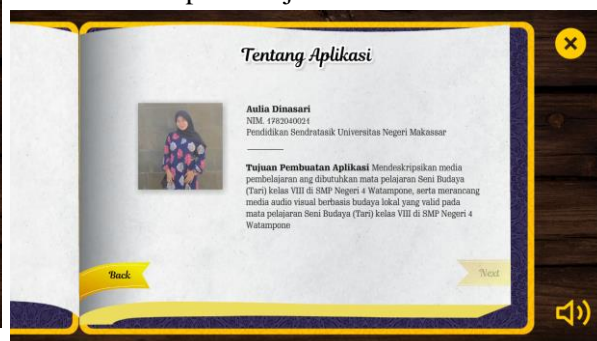 Tentang Aplikasi
Aulia Dinasari
NIM. 1782040021
Pendidikan Sendratasik Universitas Negeri Makassar
Tujuan Pembuatan Aplikasi Mendeskripsikan media
pembelajaran ang dibutuhkan mata pelajaran Seni Budaya
(Tari) kelas VIII di SMP Negeri 4 Watampone, serta merancang
media audio visual berbasis budaya lokal yang valid pada
mata pelajaran Seni Budaya (Tari) kelas VIII di SMP Negeri 4
Watampone
Back
Next